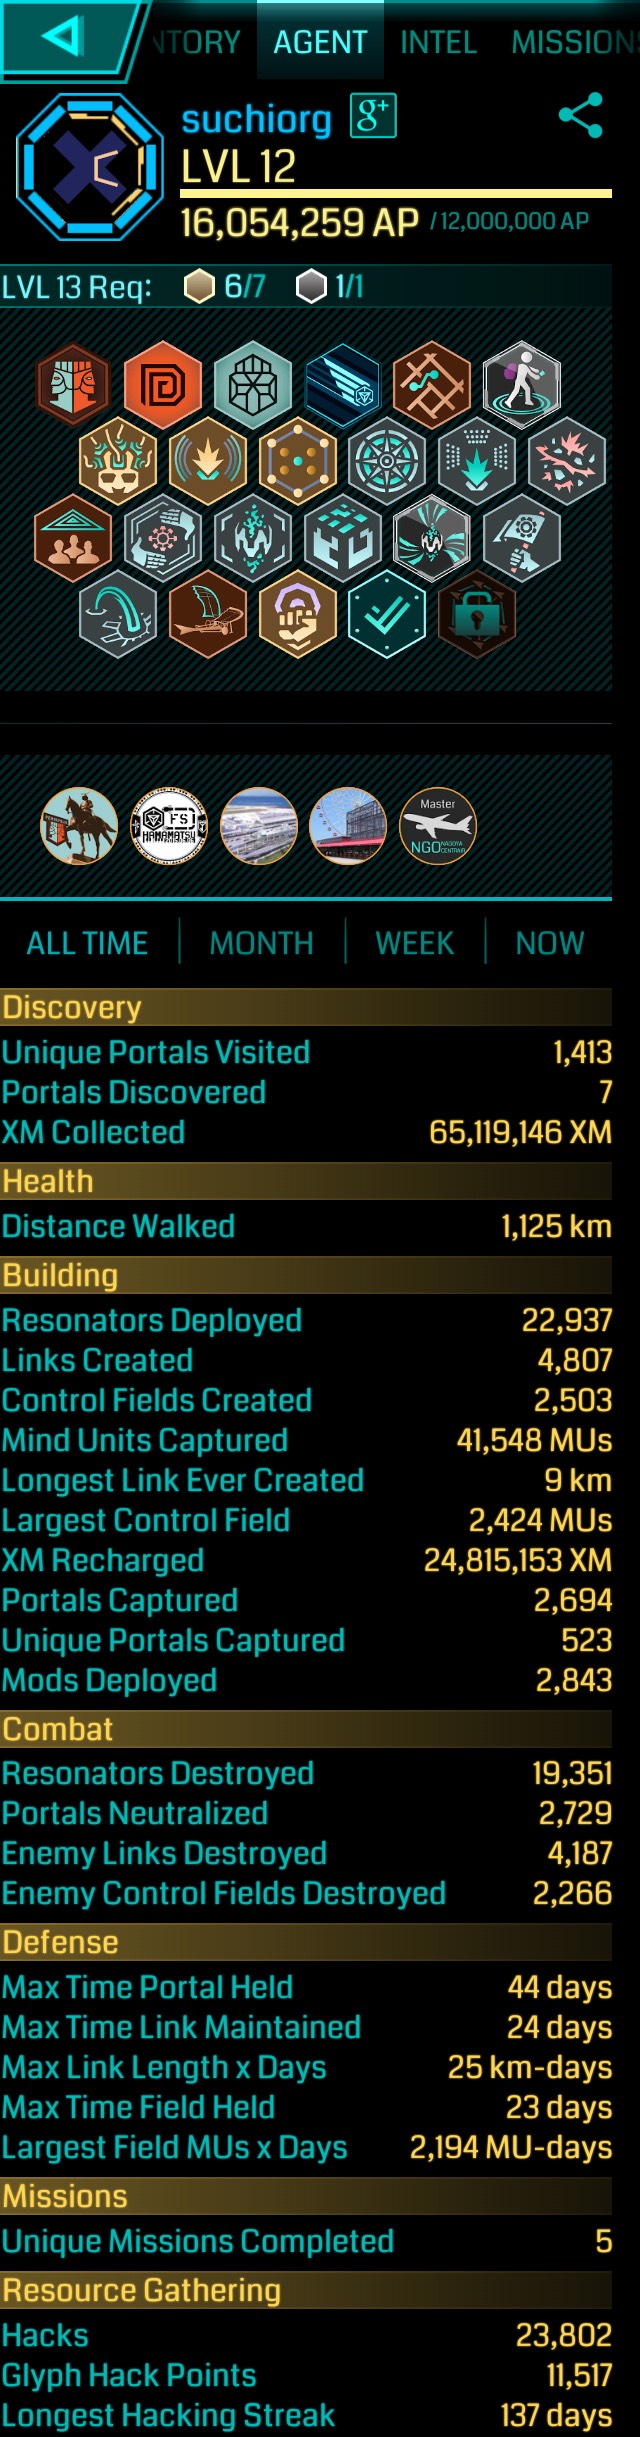 NTORY AGENT INTEL MISSIONS
suchiorg g+
LVL 12
16,054,259 AP / 12,000,000 AP
LVL 13 Req: 6/7 1/1
FS
HAMAMATSU
Master
NGO NAGOYA CENTRAIR
ALL TIME MONTH WEEK NOW
Discovery
Unique Portals Visited 1,413
Portals Discovered 7
XM Collected 65,119,146 XM
Health
Distance Walked 1,125 km
Building
Resonators Deployed 22,937
Links Created 4,807
Control Fields Created 2,503
Mind Units Captured 41,548 MUs
Longest Link Ever Created 9 km
Largest Control Field 2,424 MUs
XM Recharged 24,815,153 XM
Portals Captured 2,694
Unique Portals Captured 523
Mods Deployed 2,843
Combat
Resonators Destroyed 19,351
Portals Neutralized 2,729
Enemy Links Destroyed 4,187
Enemy Control Fields Destroyed 2,266
Defense
Max Time Portal Held 44 days
Max Time Link Maintained 24 days
Max Link Length x Days 25 km-days
Max Time Field Held 23 days
Largest Field MUs x Days 2,194 MU-days
Missions
Unique Missions Completed 5
Resource Gathering
Hacks 23,802
Glyph Hack Points 11,517
Longest Hacking Streak 137 days